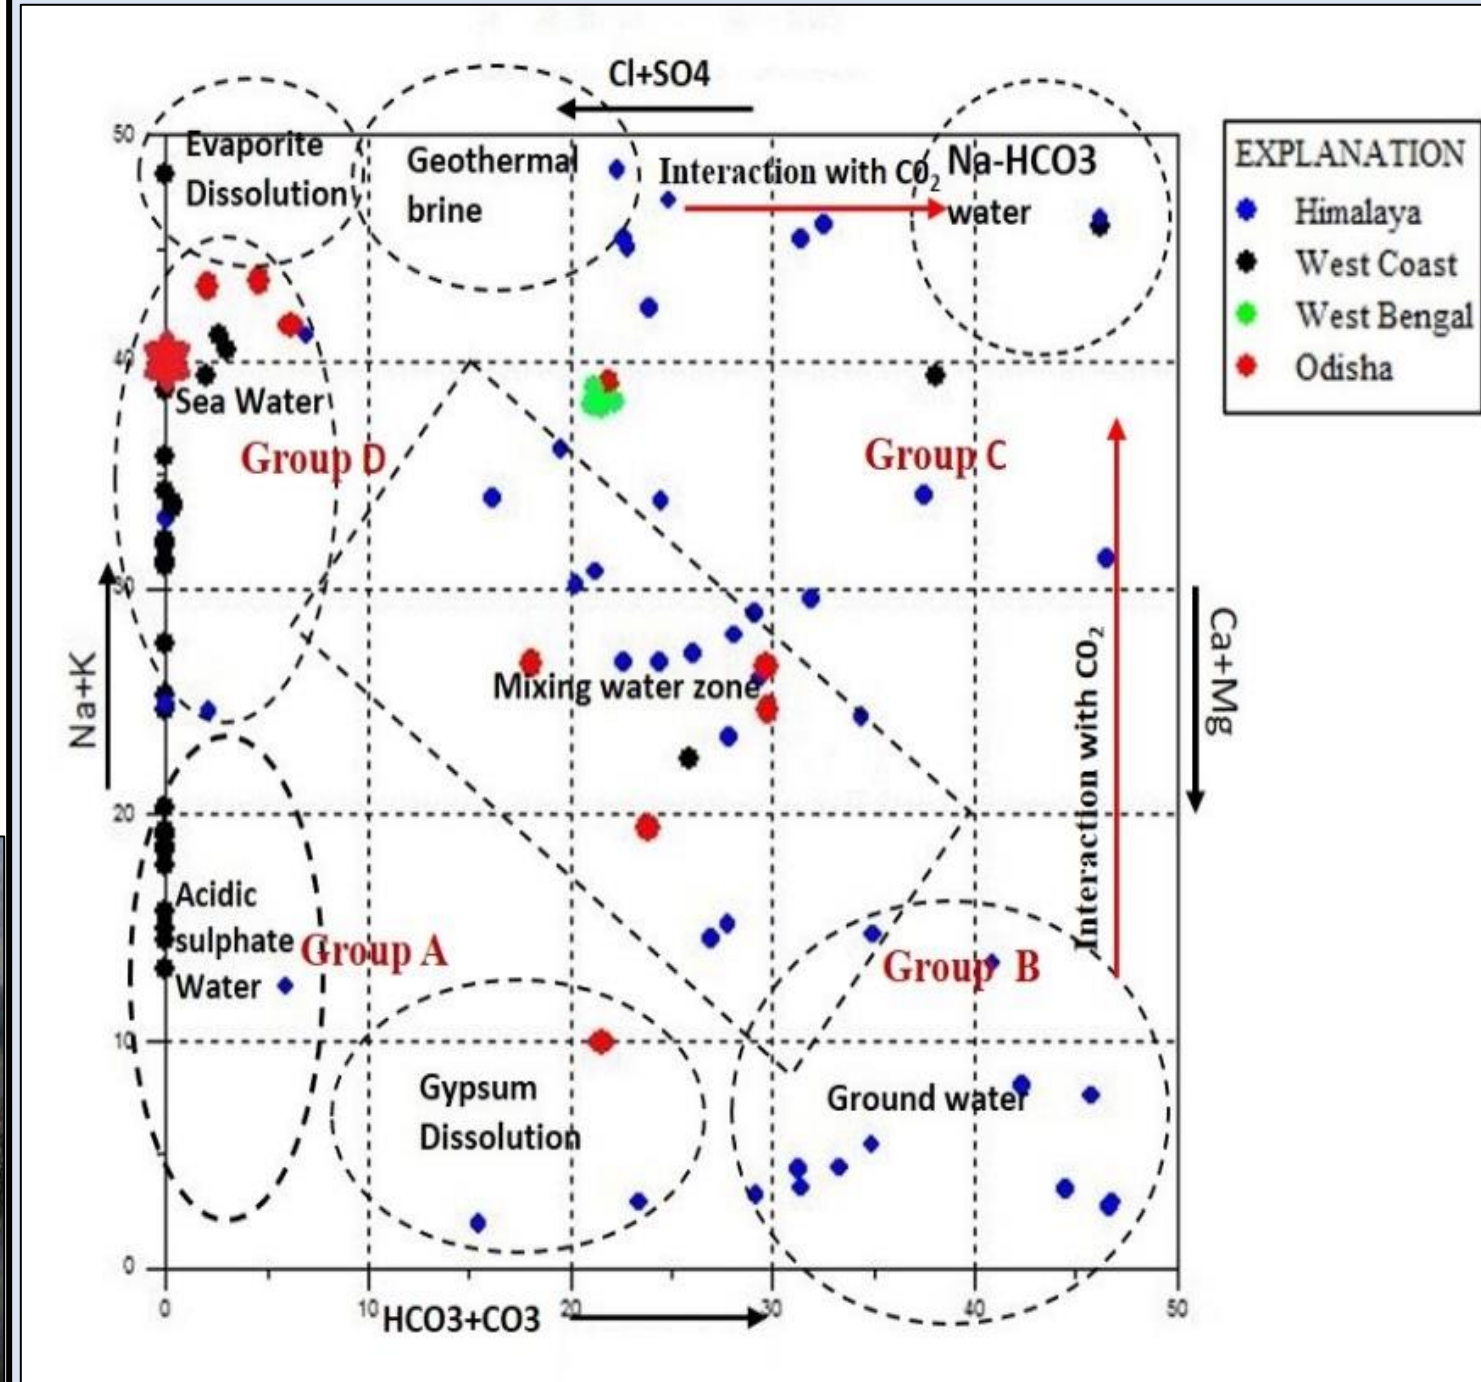 Cl+SO4
50
Evaporite
Dissolution
Geothermal
brine
Interaction with CO2
Na-HCO3
water
EXPLANATION
Himalaya
West Coast
West Bengal
Odisha
40
Sea Water
Group D
Group C
30
Na+K
Ca+Mg
Mixing water zone
Interaction with CO2
20
Acidic
sulphate
Water
Group A
Group B
10
Gypsum
Dissolution
Ground water
0
0 10 20 30 40 50
HCO3+CO3